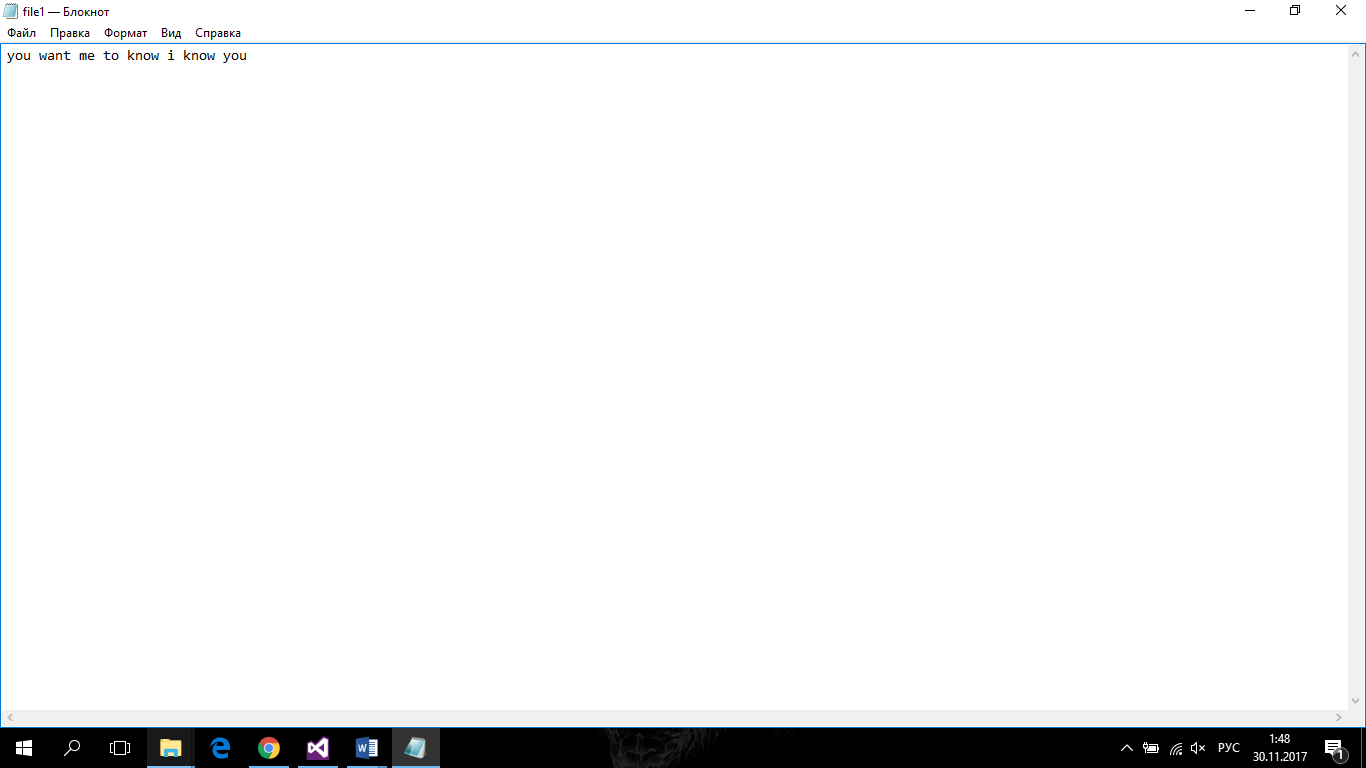 file1 — Блокнот
Файл Правка Формат Вид Справка
you want me to know i know you
РУС
1:48
30.11.2017
1